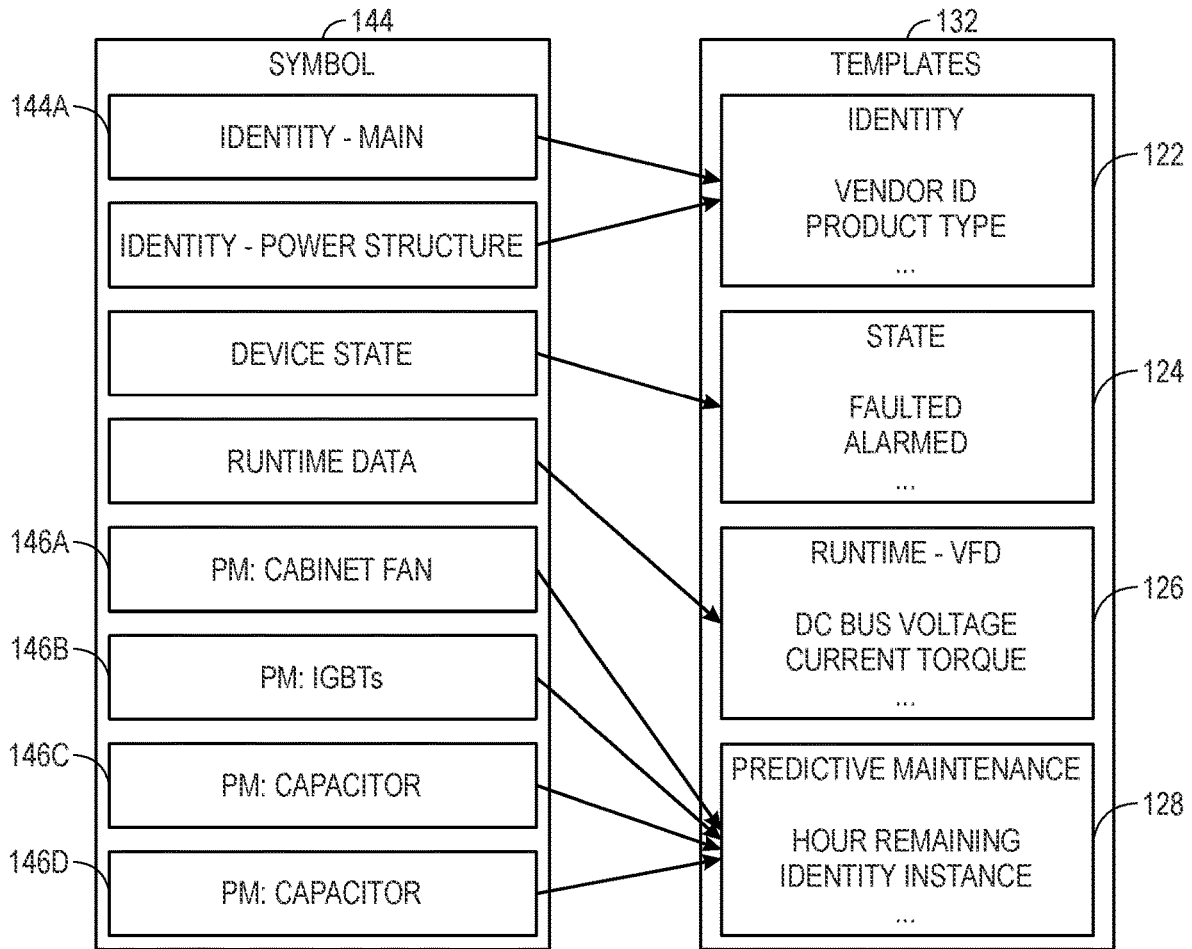 144
SYMBOL
144A
IDENTITY - MAIN
IDENTITY - POWER STRUCTURE
DEVICE STATE
RUNTIME DATA
146A
PM: CABINET FAN
146B
PM: IGBTs
146C
PM: CAPACITOR
146D
PM: CAPACITOR
132
TEMPLATES
IDENTITY
VENDOR ID
PRODUCT TYPE
...
122
STATE
FAULTED
ALARMED
...
124
RUNTIME - VFD
DC BUS VOLTAGE
CURRENT TORQUE
...
126
PREDICTIVE MAINTENANCE
HOUR REMAINING
IDENTITY INSTANCE
...
128